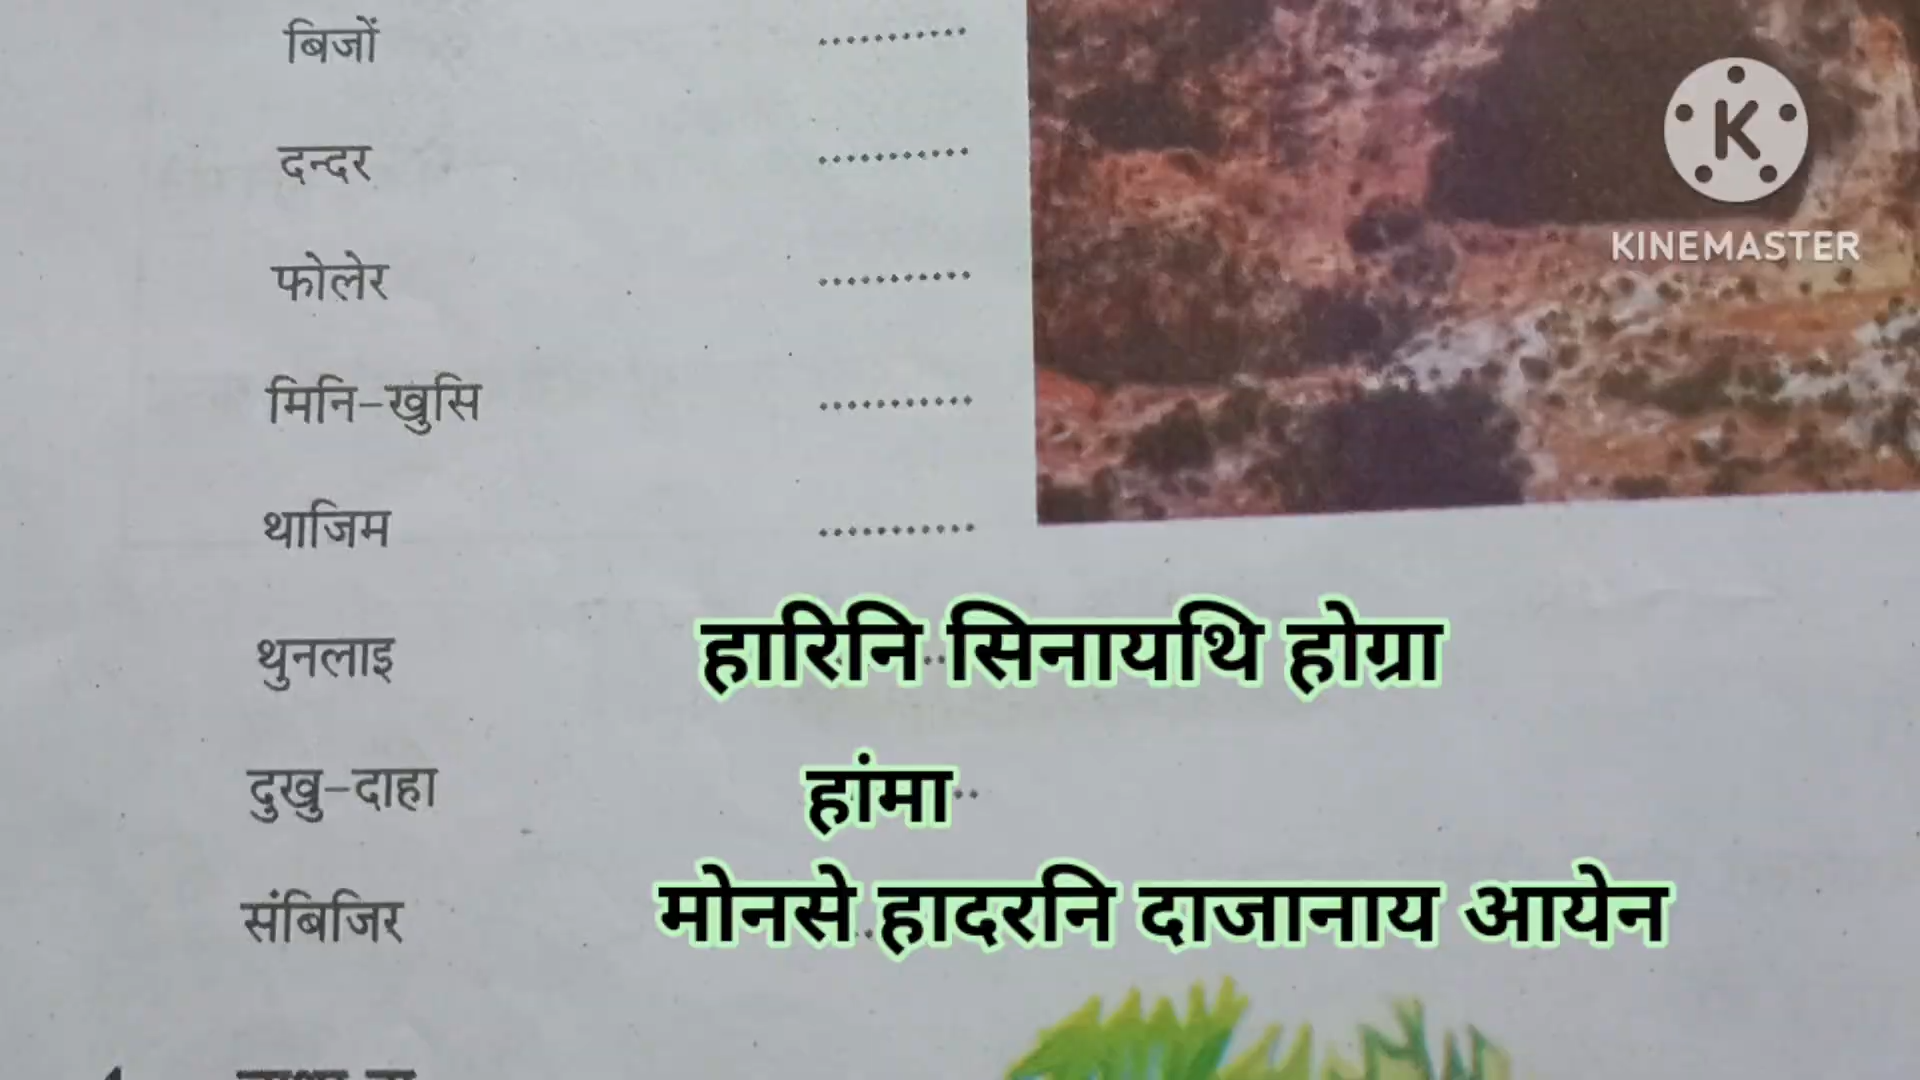 बिजों ..........
दन्दर ..........
फोलेर ..........
मिनि-खुसि ..........
थाजिम ..........
थुनलाइ हारिनि सिनायथि होग्रा
दुखु-दाहा हांमा
संबिजिर मोनसे हादरनि दाजानाय आयेन
K
KINEMASTER